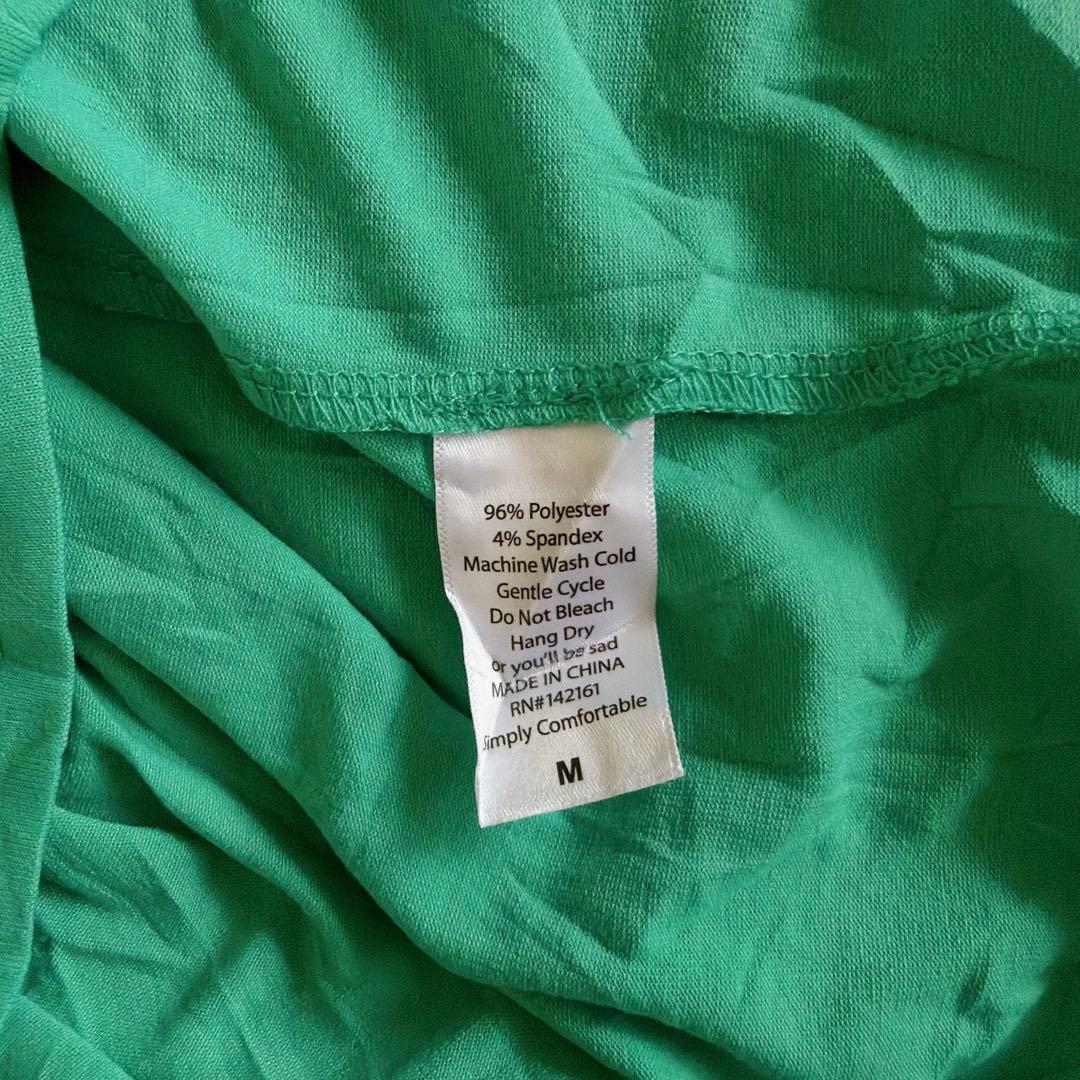 96% Polyester
4% Spandex
Machine Wash Cold
Gentle Cycle
Do Not Bleach
Hang Dry
or you'll be sad
MADE IN CHINA
RN#142161
Simply Comfortable
M